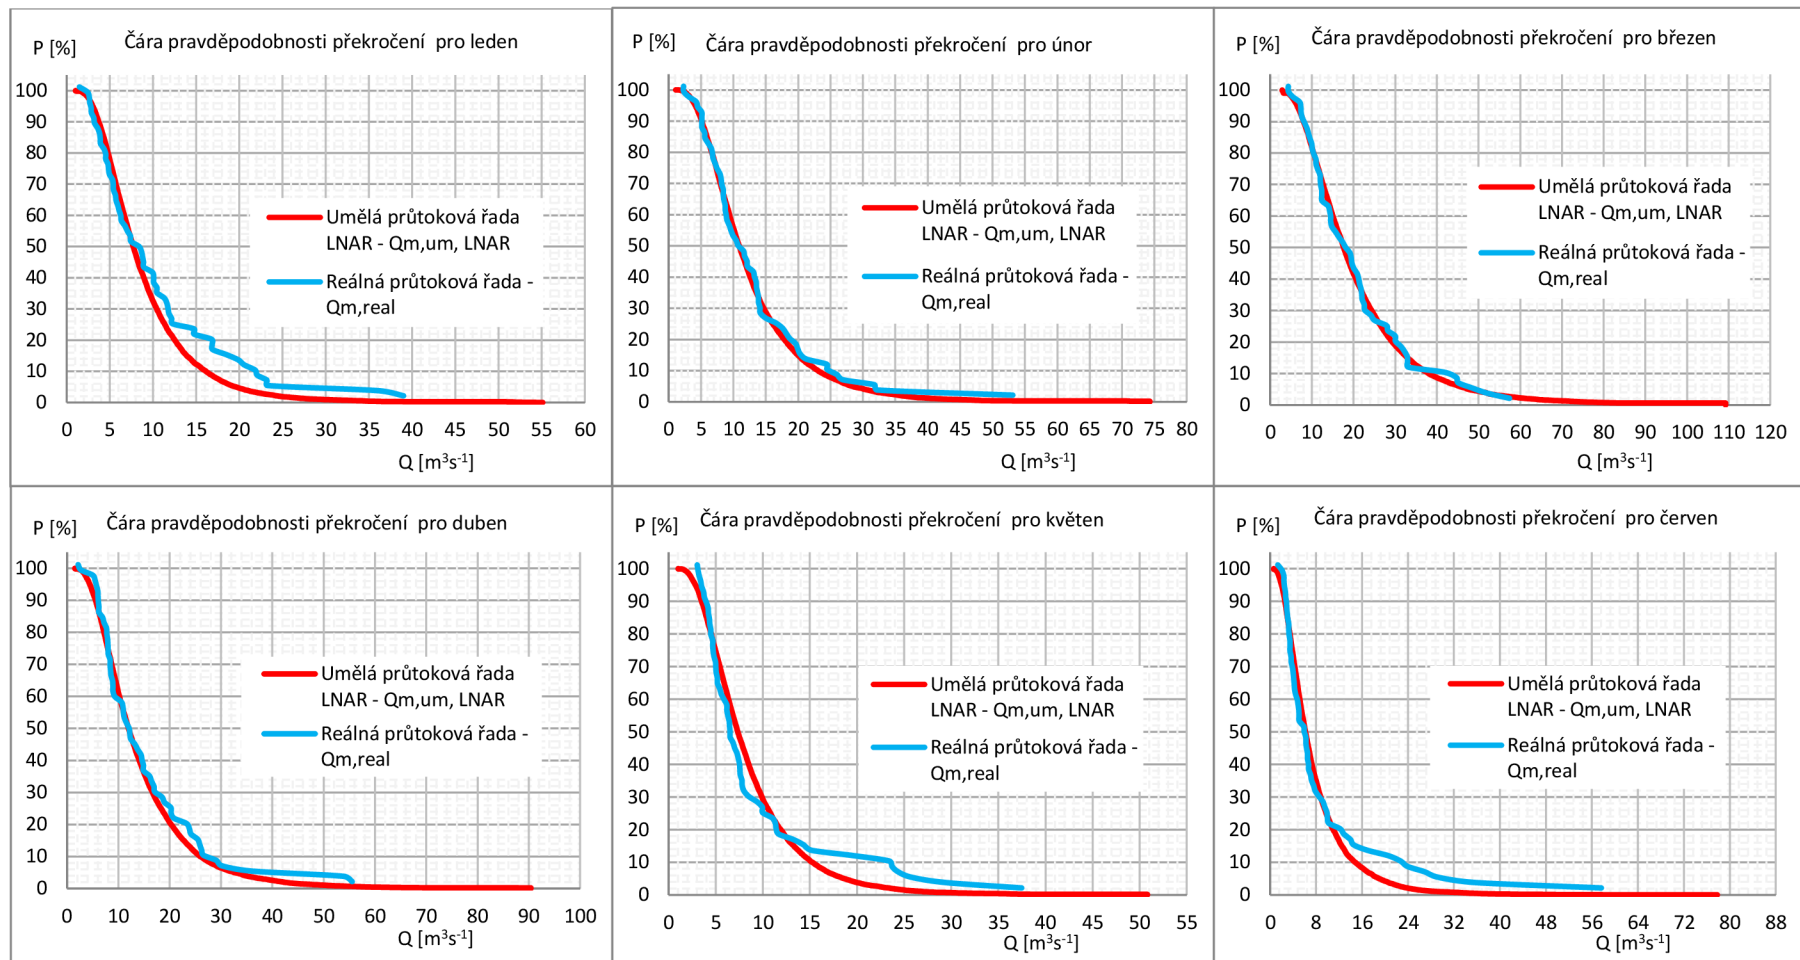 P [%]
Čára pravděpodobnosti překročení pro leden
100
90
80
70
60
50
40
30
20
10
0
Umělá průtoková řada
LNAR - Qm,um, LNAR
Reálná průtoková řada -
Qm,real
0 5 10 15 20 25 30 35 40 45 50 55 60
Q [m³s⁻¹]
P [%]
Čára pravděpodobnosti překročení pro únor
100
90
80
70
60
50
40
30
20
10
0
Umělá průtoková řada
LNAR - Qm,um, LNAR
Reálná průtoková řada -
Qm,real
0 5 10 15 20 25 30 35 40 45 50 55 60 65 70 75 80
Q [m³s⁻¹]
P [%]
Čára pravděpodobnosti překročení pro březen
100
90
80
70
60
50
40
30
20
10
0
Umělá průtoková řada
LNAR - Qm,um, LNAR
Reálná průtoková řada -
Qm,real
0 10 20 30 40 50 60 70 80 90 100 110 120
Q [m³s⁻¹]
P [%]
Čára pravděpodobnosti překročení pro duben
100
90
80
70
60
50
40
30
20
10
0
Umělá průtoková řada
LNAR - Qm,um, LNAR
Reálná průtoková řada -
Qm,real
0 10 20 30 40 50 60 70 80 90 100
Q [m³s⁻¹]
P [%]
Čára pravděpodobnosti překročení pro květen
100
90
80
70
60
50
40
30
20
10
0
Umělá průtoková řada
LNAR - Qm,um, LNAR
Reálná průtoková řada -
Qm,real
0 5 10 15 20 25 30 35 40 45 50 55
Q [m³s⁻¹]
P [%]
Čára pravděpodobnosti překročení pro červen
100
90
80
70
60
50
40
30
20
10
0
Umělá průtoková řada
LNAR - Qm,um, LNAR
Reálná průtoková řada -
Qm,real
0 8 16 24 32 40 48 56 64 72 80 88
Q [m³s⁻¹]